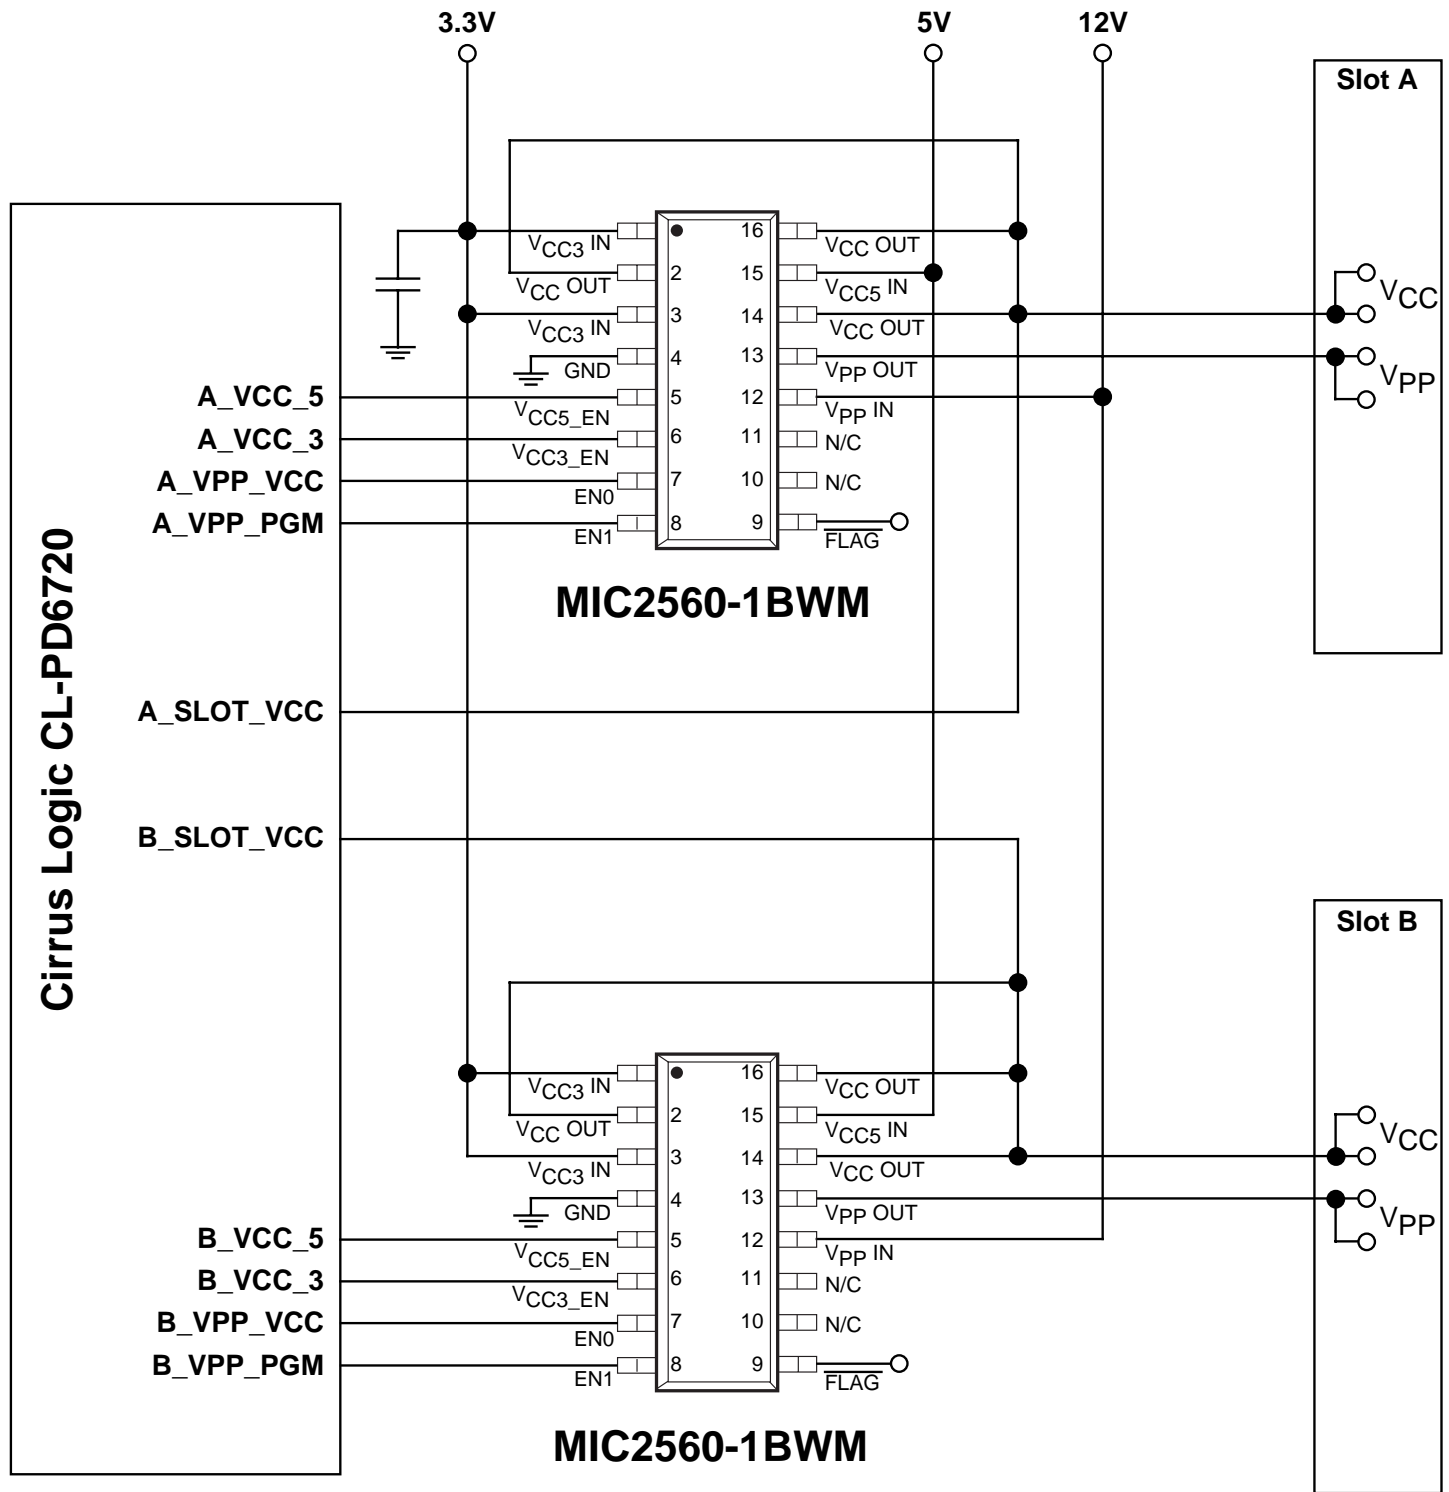 3.3V 5V 12V
Slot A
Cirrus Logic CL-PD6720
A_VCC_5
A_VCC_3
A_VPP_VCC
A_VPP_PGM
A_SLOT_VCC
B_SLOT_VCC
B_VCC_5
B_VCC_3
B_VPP_VCC
B_VPP_PGM
VCC3 IN 16 VCC OUT
VCC OUT 2 15 VCC5 IN
VCC3 IN 3 14 VCC OUT
GND 4 13 VPP OUT
VCC5_EN 5 12 VPP IN
VCC3_EN 6 11 N/C
EN0 7 10 N/C
EN1 8 9 FLAG
MIC2560-1BWM
VCC
VPP
Slot B
VCC3 IN 16 VCC OUT
VCC OUT 2 15 VCC5 IN
VCC3 IN 3 14 VCC OUT
GND 4 13 VPP OUT
VCC5_EN 5 12 VPP IN
VCC3_EN 6 11 N/C
EN0 7 10 N/C
EN1 8 9 FLAG
MIC2560-1BWM
VCC
VPP